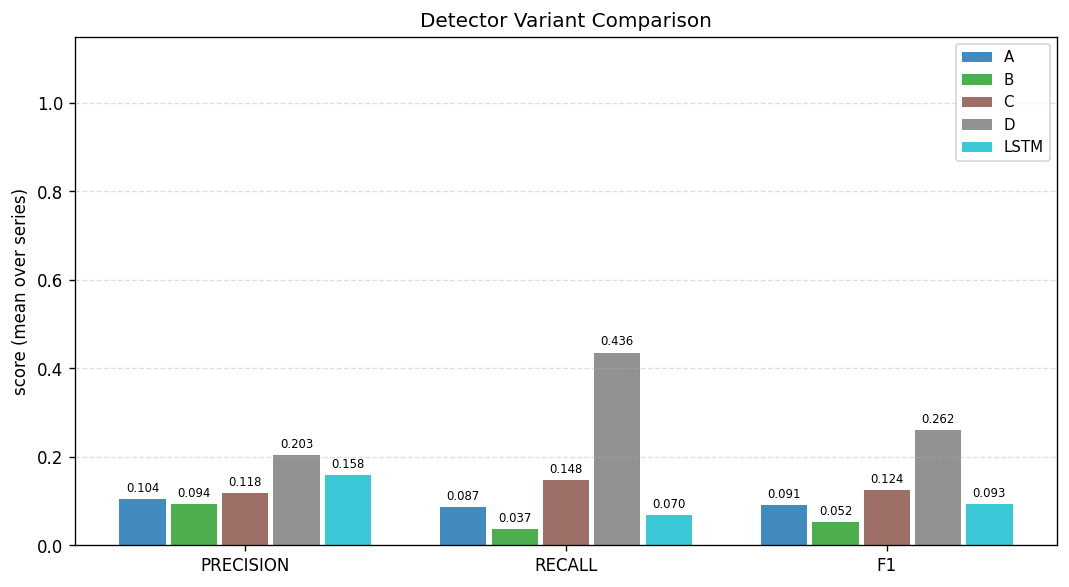 Detector Variant Comparison
score (mean over series)
1.0
0.8
0.6
0.4
0.2
0.0
A
B
C
D
LSTM
0.104
0.094
0.118
0.203
0.158
0.087
0.037
0.148
0.436
0.070
0.091
0.052
0.124
0.262
0.093
PRECISION
RECALL
F1